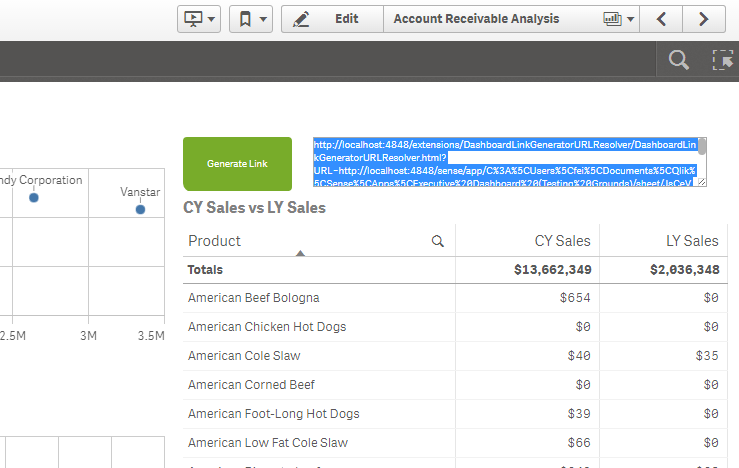 Edit
Account Receivable Analysis
Generate Link
http://localhost:4848/extensions/DashboardLinkGeneratorURLResolver/DashboardLin
kGeneratorURLResolver.html?
URL=http://localhost:4848/sense/app/C%3A%5CUsers%5Cfei%5CDocuments%5CQlik%
5CSense%5CApps%5CExecutive%20Dashboard%20(Testing%20Grounds)/sheet/JaCeV
ndy Corporation
Vanstar
2.5M 3M 3.5M
CY Sales vs LY Sales
Product CY Sales LY Sales
Totals $13,662,349 $2,036,348
American Beef Bologna $654 $0
American Chicken Hot Dogs $0 $0
American Cole Slaw $40 $35
American Corned Beef $0 $0
American Foot-Long Hot Dogs $39 $0
American Low Fat Cole Slaw $66 $0